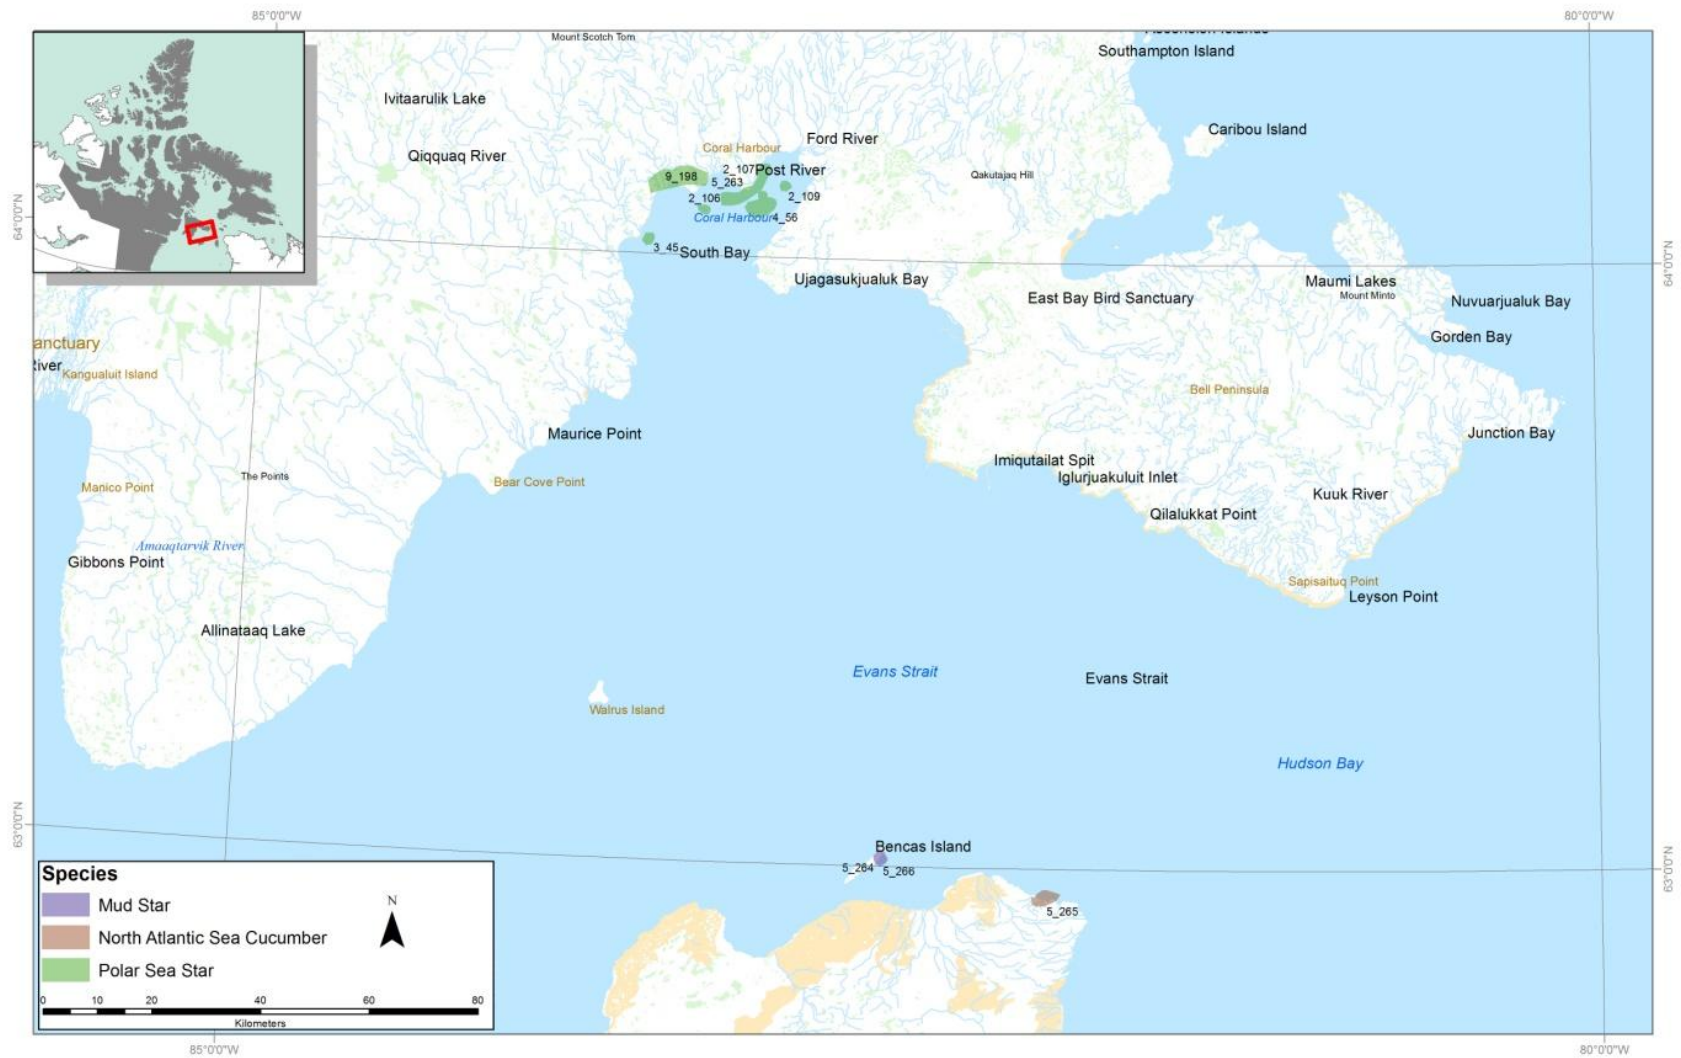 85°0'0"W
80°0'0"W
Mount Scotch Tom
Southampton Island
Ivitaarulik Lake
Caribou Island
Ford River
Coral Harbour
Qiqquaq River
2_107
Post River
9_198
5_263
Qakutajaq Hill
2_106
2_109
Coral Harbour
4_56
64°0'0"N
3_45
South Bay
64°0'0"N
Ujagasukjualuk Bay
Maumi Lakes
Mount Minto
East Bay Bird Sanctuary
Nuvuarjualuk Bay
Gorden Bay
anctuary
River
Kangualuit Island
Bell Peninsula
Maurice Point
Junction Bay
Imiqutailat Spit
The Points
Iglurjuakuluit Inlet
Bear Cove Point
Manico Point
Kuuk River
Qilalukkat Point
Amaaqtarvik River
Gibbons Point
Sapisaituq Point
Leyson Point
Allinataaq Lake
Evans Strait
Evans Strait
Walrus Island
Hudson Bay
63°0'0"N
Bencas Island
5_264
5_266
63°0'0"N
5_265
Species
Mud Star
North Atlantic Sea Cucumber
Polar Sea Star
N
0 10 20 40 60 80
Kilometers
85°0'0"W
80°0'0"W